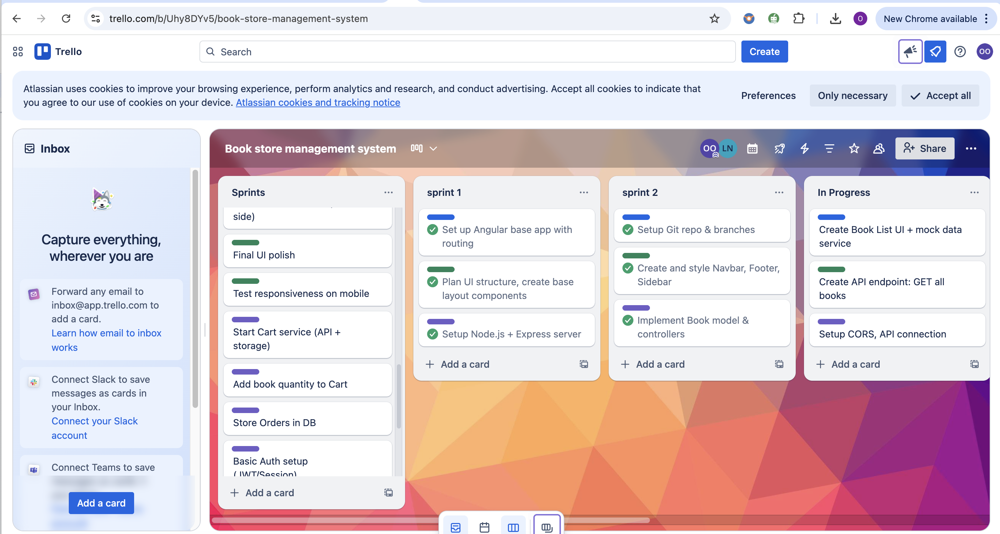 trello.com/b/Uhy8DYv5/book-store-management-system
O
New Chrome available
Trello
Search
Create
OO
Atlassian uses cookies to improve your browsing experience, perform analytics and research, and conduct advertising. Accept all cookies to indicate that
you agree to our use of cookies on your device. Atlassian cookies and tracking notice
Preferences
Only necessary
Accept all
Inbox
Capture everything,
wherever you are
Forward any email to
inbox@app.trello.com to
add a card.
Learn how email to inbox
works
Connect Slack to save
messages as cards in
your Inbox.
Connect your Slack
account
Connect Teams to save
Add a card
Book store management system
OO
LN
Share
Sprints
side)
Final UI polish
Test responsiveness on mobile
Start Cart service (API +
storage)
Add book quantity to Cart
Store Orders in DB
Basic Auth setup
(JWT/Session)
Add a card
sprint 1
Set up Angular base app with
routing
Plan UI structure, create base
layout components
Setup Node.js + Express server
Add a card
sprint 2
Setup Git repo & branches
Create and style Navbar, Footer,
Sidebar
Implement Book model &
controllers
Add a card
In Progress
Create Book List UI + mock data
service
Create API endpoint: GET all
books
Setup CORS, API connection
Add a card